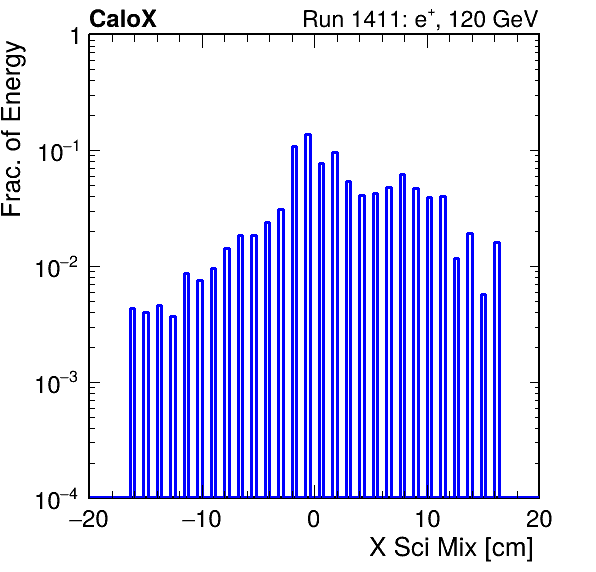 CaloX Run 1411: e⁺, 120 GeV
Frac. of Energy
1
10⁻¹
10⁻²
10⁻³
10⁻⁴
−20 −10 0 10 20
X Sci Mix [cm]